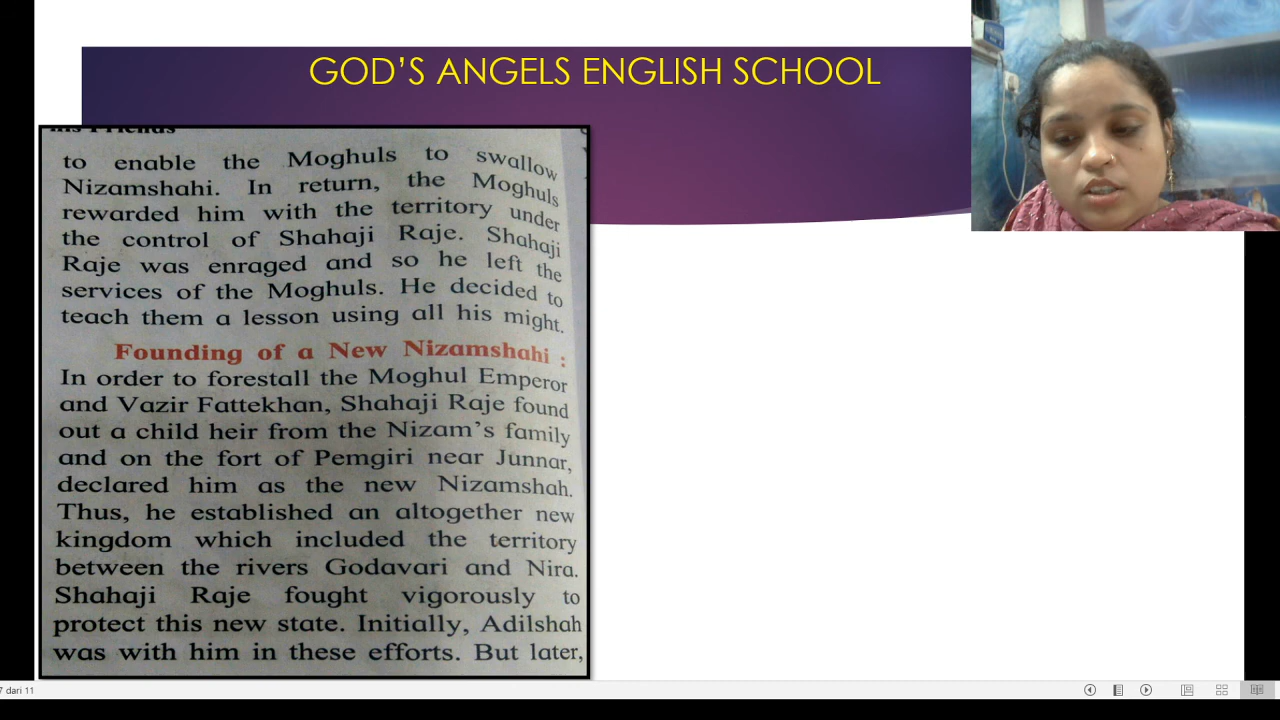 GOD'S ANGELS ENGLISH SCHOOL
his Friends
to enable the Moghuls to swallow
Nizamshahi. In return, the Moghuls
rewarded him with the territory under
the control of Shahaji Raje. Shahaji
Raje was enraged and so he left the
services of the Moghuls. He decided to
teach them a lesson using all his might.
Founding of a New Nizamshahi :
In order to forestall the Moghul Emperor
and Vazir Fattekhan, Shahaji Raje found
out a child heir from the Nizam's family
and on the fort of Pemgiri near Junnar,
declared him as the new Nizamshah.
Thus, he established an altogether new
kingdom which included the territory
between the rivers Godavari and Nira.
Shahaji Raje fought vigorously to
protect this new state. Initially, Adilshah
was with him in these efforts. But later,
7 dari 11